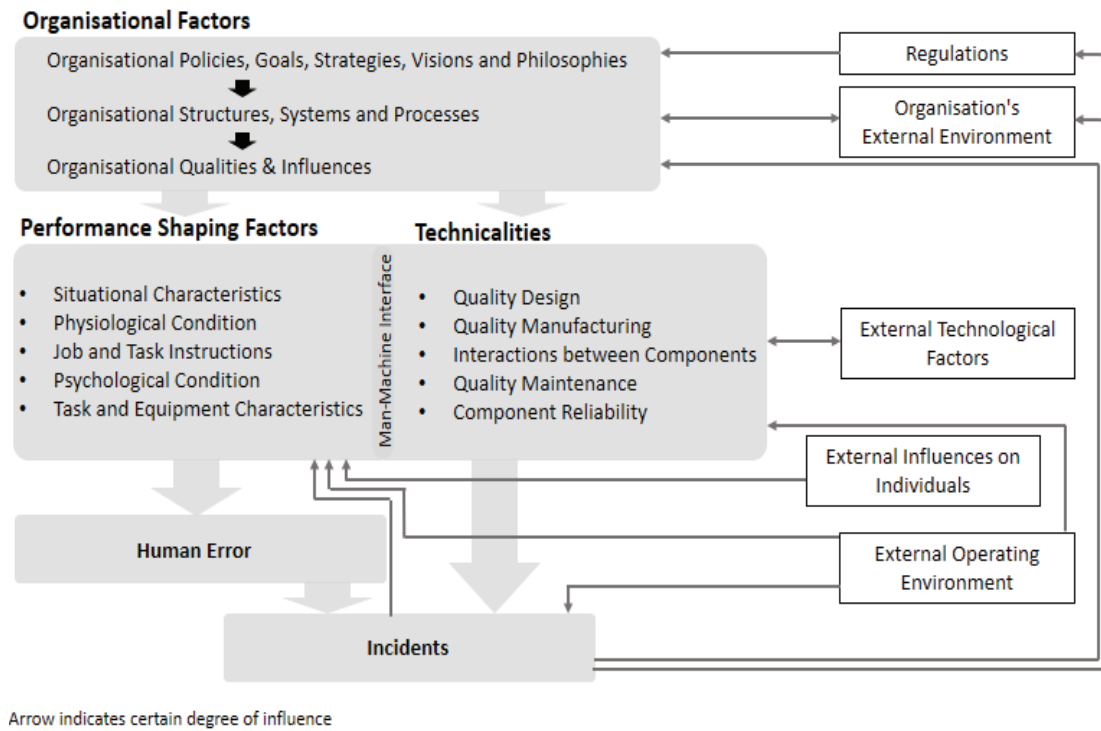 Organisational Factors
Organisational Policies, Goals, Strategies, Visions and Philosophies
Organisational Structures, Systems and Processes
Organisational Qualities & Influences
Regulations
Organisation's
External Environment
Performance Shaping Factors
• Situational Characteristics
• Physiological Condition
• Job and Task Instructions
• Psychological Condition
• Task and Equipment Characteristics
Man-Machine Interface
Technicalities
• Quality Design
• Quality Manufacturing
• Interactions between Components
• Quality Maintenance
• Component Reliability
External Technological
Factors
External Influences on
Individuals
Human Error
External Operating
Environment
Incidents
Arrow indicates certain degree of influence